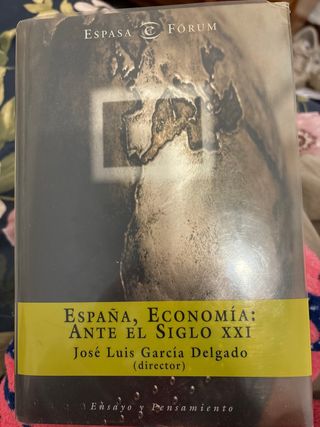 Espasa Fórum
España, Economía:
Ante el Siglo XXI
José Luis García Delgado
(director)
Ensayo y Pensamiento